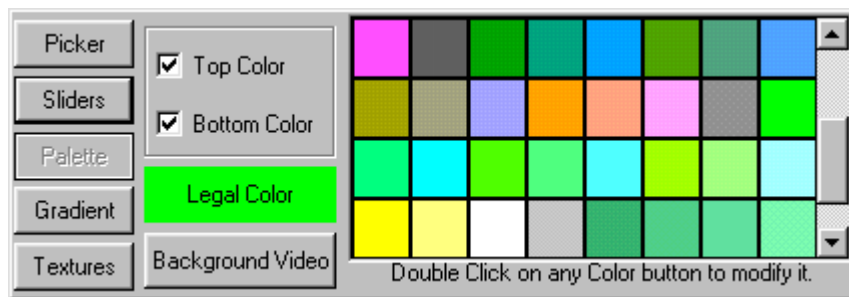 Picker
Sliders
Palette
Gradient
Textures
Top Color
Bottom Color
Legal Color
Background Video
Double Click on any Color button to modify it.